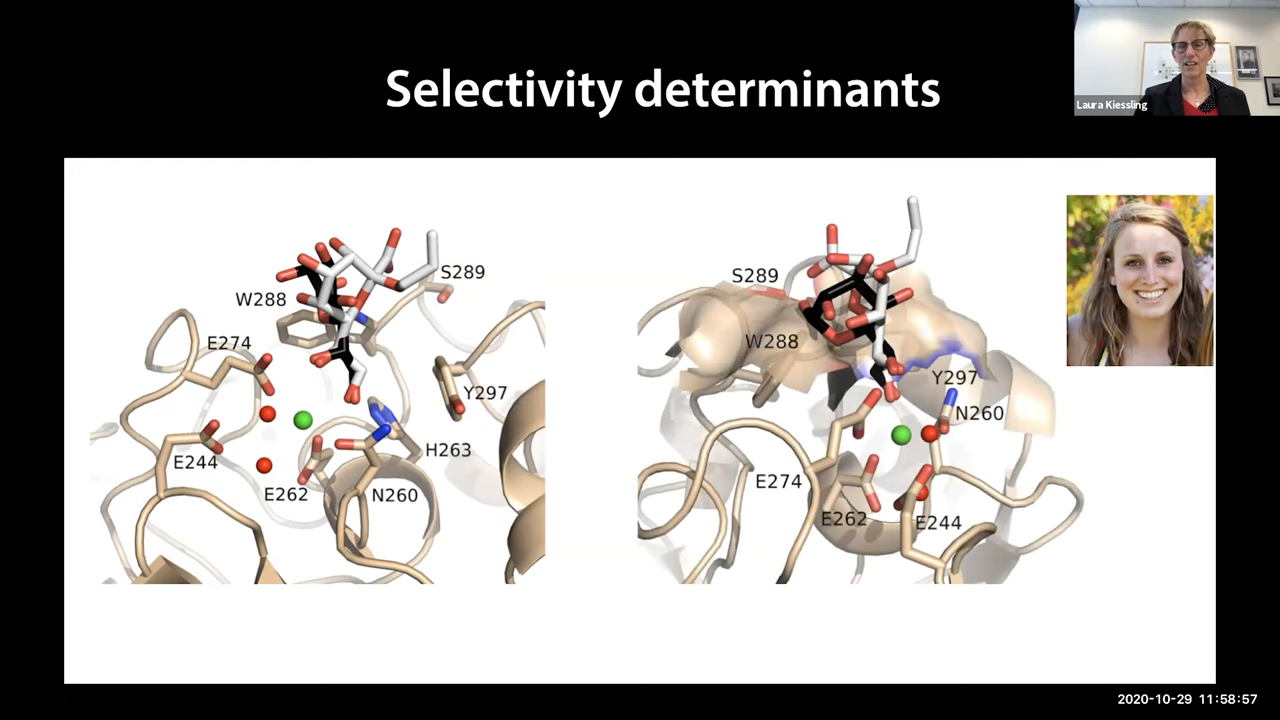 Selectivity determinants
Laura Kiessling
S289
W288
E274
Y297
H263
E244
E262
N260
S289
W288
Y297
N260
E274
E262
E244
2020-10-29 11:58:57